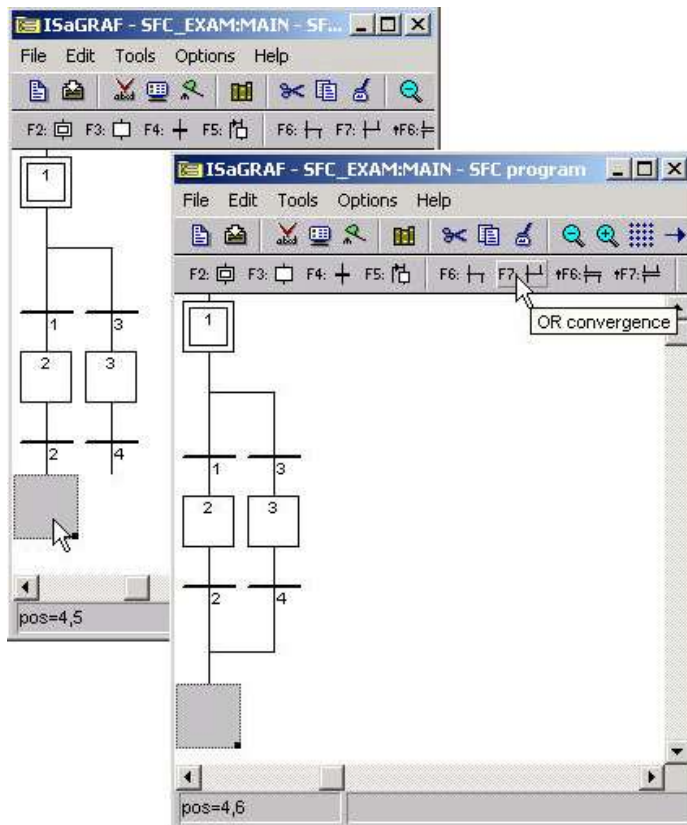 ISaGRAF - SFC_EXAM:MAIN - SF...
File Edit Tools Options Help
abcd
F2: F3: F4: F5: F6: F7: ↑F6:
1
1 3
2 3
2 4
pos=4,5
ISaGRAF - SFC_EXAM:MAIN - SFC program
File Edit Tools Options Help
abcd
F2: F3: F4: F5: F6: F7: ↑F6: ↑F7:
OR convergence
1
1 3
2 3
2 4
pos=4,6